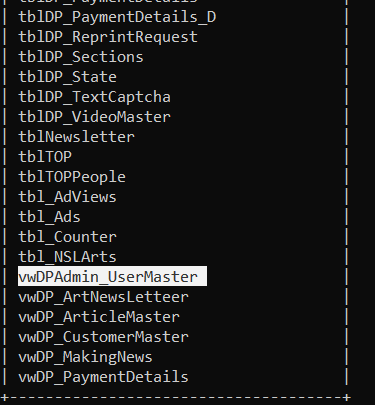 | tblDP_PaymentDetails |
| tblDP_PaymentDetails_D |
| tblDP_ReprintRequest |
| tblDP_Sections |
| tblDP_State |
| tblDP_TextCaptcha |
| tblDP_VideoMaster |
| tblNewsletter |
| tblTOP |
| tblTOPPeople |
| tbl_AdViews |
| tbl_Ads |
| tbl_Counter |
| tbl_NSLArts |
| vwDPAdmin_UserMaster |
| vwDP_ArtNewsLetteer |
| vwDP_ArticleMaster |
| vwDP_CustomerMaster |
| vwDP_MakingNews |
| vwDP_PaymentDetails |
+------------------------------------+